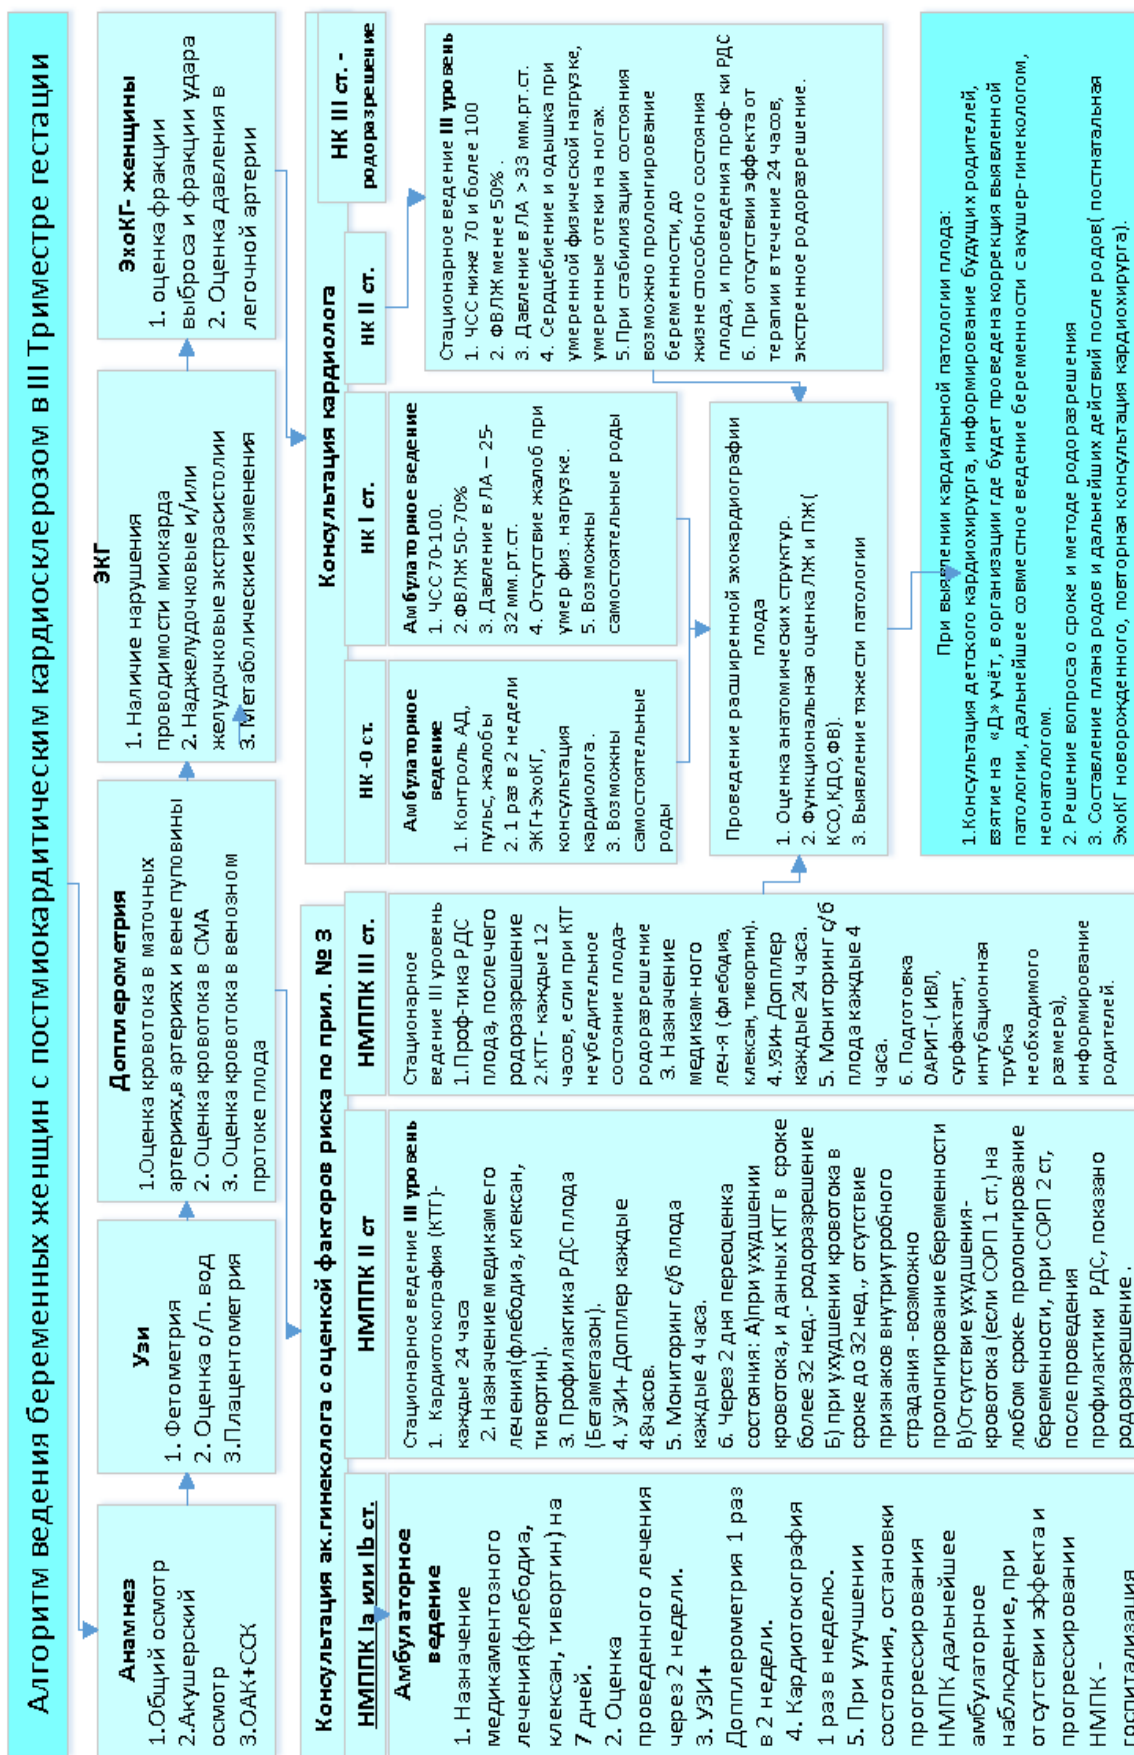 Алгоритм ведения беременных женщин с постмиокардитическим кардиосклерозом в III Триместре гестации
Анамнез
1.Общий осмотр
2.Акушерский
осмотр
3.ОАК+ССК
Узи
1. Фетометрия
2. Оценка о/п. вод
3.Плацентометрия
Допплерометрия
1.Оценка кровотока в маточных
артериях,в артериях и вене пуповины
2. Оценка кровотока в СМА
3. Оценка кровотока в венозном
протоке плода
ЭКГ
1. Наличие нарушения
проводимости миокарда
2. Наджелудочковые и/или
желудочковые экстрасистолии
3. Метаболические изменения
ЭхоКГ- женщины
1. оценка фракции
выброса и фракции удара
2. Оценка давления в
легочной артерии
Консультация ак.гинеколога с оценкой факторов риска по прил. № 3
НМППК Iа или Ib ст.
Амбулаторное
ведение
1. Назначение
медикаментозного
лечения(флебодиа,
клексан, тивортин) на
7 дней.
2. Оценка
проведенного лечения
через 2 недели.
3. УЗИ+
Допплерометрия 1 раз
в 2 недели.
4. Кардиотокография
1 раз в неделю.
5. При улучшении
состояния, остановки
прогрессирования
НМПК дальнейшее
амбулаторное
наблюдение, при
отсутствии эффекта и
прогрессировании
НМПК -
госпитализация
НМППК II ст
Стационарное ведение III уровень
1. Кардиотокография (КТГ)-
каждые 24 часа
2. Назначение медикаме-го
лечения(флебодиа, клексан,
тивортин).
3. Профилактика РДС плода
(Бетаметазон).
4. УЗИ+ Допплер каждые
48часов.
5. Мониторинг с/б плода
каждые 4 часа.
6. Через 2 дня переоценка
состояния: А)при ухудшении
кровотока, и данных КТГ в сроке
более 32 нед.- родоразрешение
Б) при ухудшении кровотока в
сроке до 32 нед., отсутствие
признаков внутриутробного
страдания - возможно
пролонгирование беременности
В)Отсутствие ухудшения-
кровотока (если СОРП 1 ст.) на
любом сроке- пролонгирование
беременности, при СОРП 2 ст,
после проведения
профилактики РДС, показано
родоразрешение .
НМППК III ст.
Стационарное
ведение III уровень
1.Проф-тика РДС
плода, после чего
родоразрешение
2.КТГ- каждые 12
часов, если при КТГ
неубедительное
состояние плода-
родоразрешение
3. Назначение
медикам-ного
леч-я (флебодиа,
клексан, тивортин).
4.УЗИ+ Допплер
каждые 24 часа.
5. Мониторинг с/б
плода каждые 4
часа.
6. Подготовка
ОАРИТ-( ИВЛ,
сурфактант,
интубационная
трубка
необходимого
размера),
информирование
родителей.
Консультация кардиолога
НК -0 ст.
Амбулаторное
ведение
1. Контроль АД,
пульс, жалобы
2. 1 раз в 2 недели
ЭКГ+ЭхоКГ,
консультация
кардиолога .
3. Возможны
самостоятельные
роды
НК I ст.
Амбулаторное ведение
1. ЧСС 70-100.
2.ФВЛЖ 50-70%
3. Давление в ЛА – 25-
32 мм.рт.ст.
4. Отсутствие жалоб при
умер физ. нагрузке.
5. Возможны
самостоятельные роды
НК II ст.
Стационарное ведение III уровень
1. ЧСС ниже 70 и более 100
2. ФВЛЖ менее 50% .
3. Давление в ЛА > 33 мм.рт.ст.
4. Сердцебиение и одышка при
умеренной физической нагрузке,
умеренные отеки на ногах.
5.При стабилизации состояния
возможно пролонгирование
беременности, до
жизнеспособного состояния
плода, и проведения проф- ки РДС
6. При отсутствии эффекта от
терапии в течение 24 часов,
экстренное родоразрешение.
НК III ст. -
родоразрешение
Проведение расширенной эхокардиографии
плода
1. Оценка анатомических структур.
2. Функциональная оценка ЛЖ и ПЖ(
КСО,КДО,ФВ).
3. Выявление тяжести патологии
При выявлении кардиальной патологии плода:
1.Консультация детского кардиохирурга, информирование будущих родителей,
взятие на «Д» учёт, в организации где будет проведена коррекция выявленной
патологии, дальнейшее совместное ведение беременности сакушер-гинекологом,
неонатологом.
2. Решение вопроса о сроке и методе родоразрешения
3. Составление плана родов и дальнейших действий после родов( постнатальная
ЭхоКГ новорожденного, повторная консультация кардиохирурга).